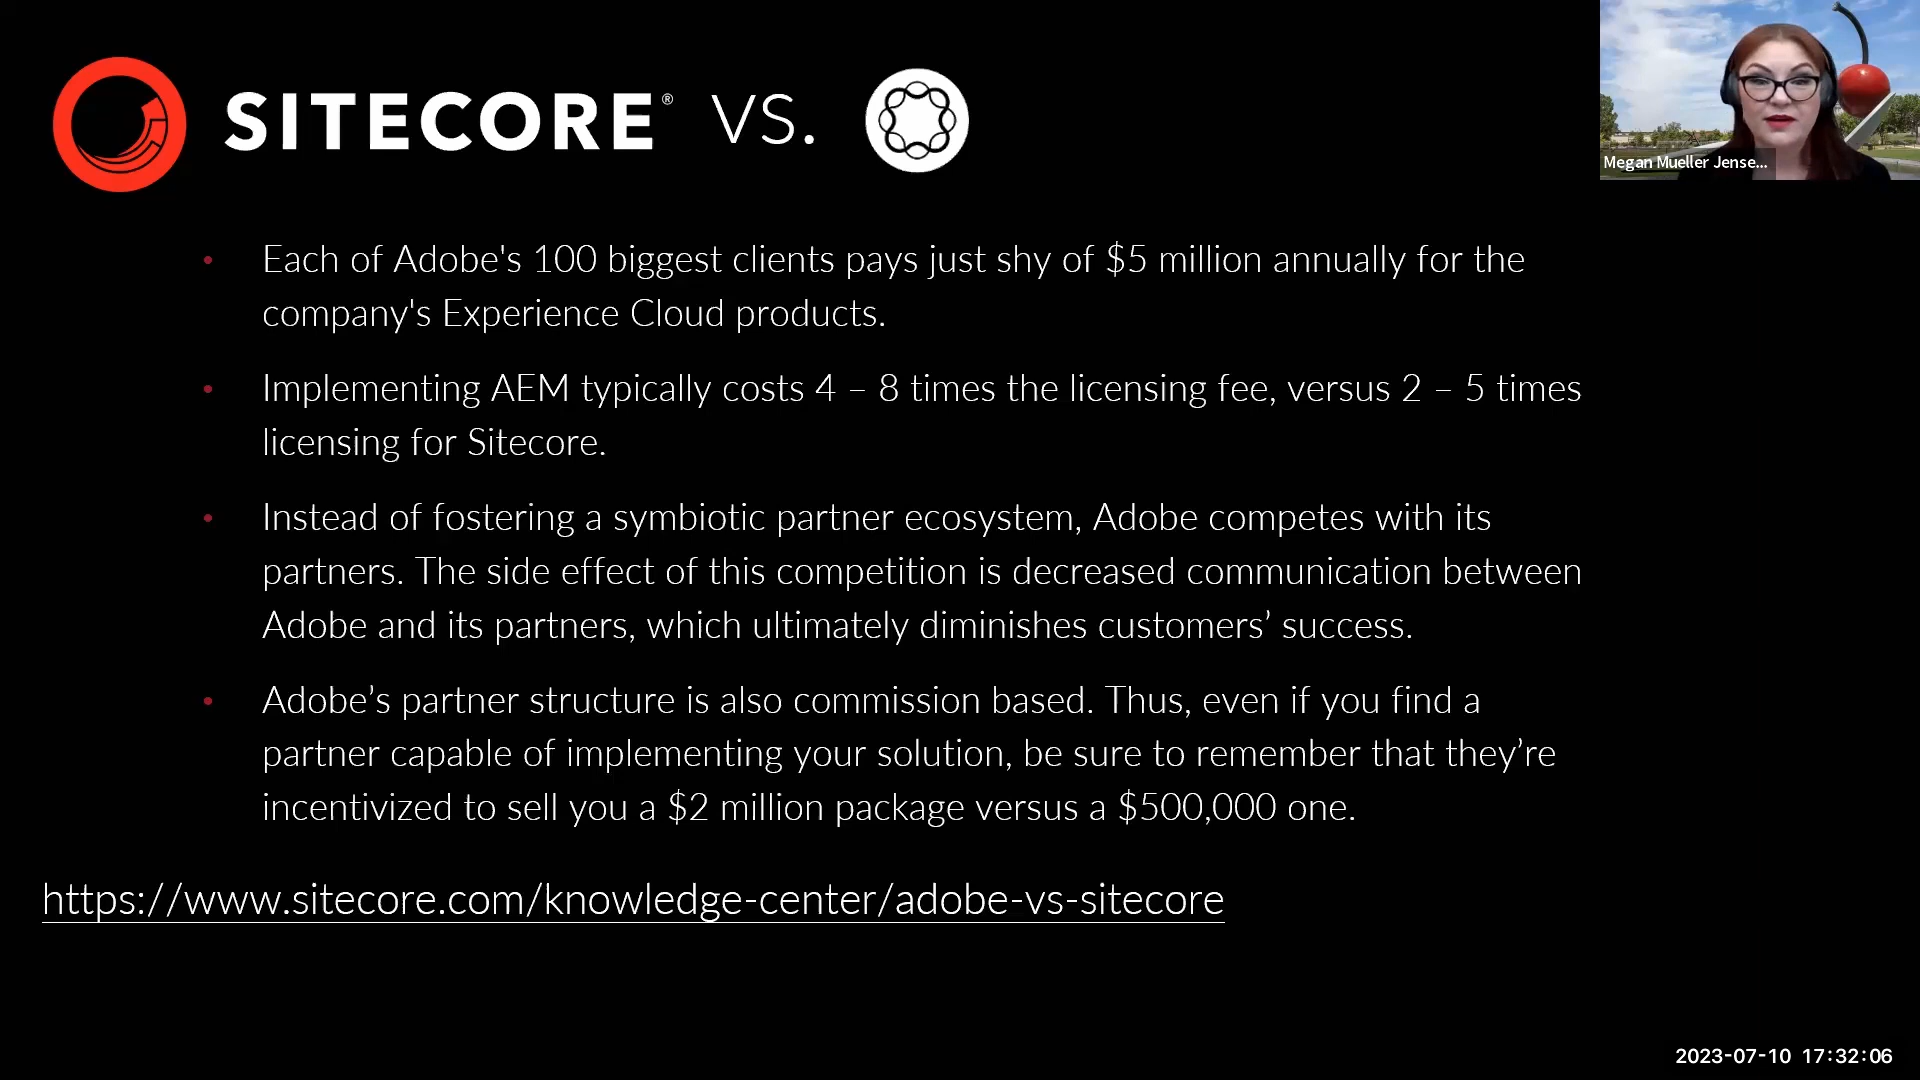 SITECORE® VS.
Megan Mueller Jense...
• Each of Adobe's 100 biggest clients pays just shy of $5 million annually for the
company's Experience Cloud products.
• Implementing AEM typically costs 4 – 8 times the licensing fee, versus 2 – 5 times
licensing for Sitecore.
• Instead of fostering a symbiotic partner ecosystem, Adobe competes with its
partners. The side effect of this competition is decreased communication between
Adobe and its partners, which ultimately diminishes customers’ success.
• Adobe’s partner structure is also commission based. Thus, even if you find a
partner capable of implementing your solution, be sure to remember that they’re
incentivized to sell you a $2 million package versus a $500,000 one.
https://www.sitecore.com/knowledge-center/adobe-vs-sitecore
2023-07-10 17:32:06